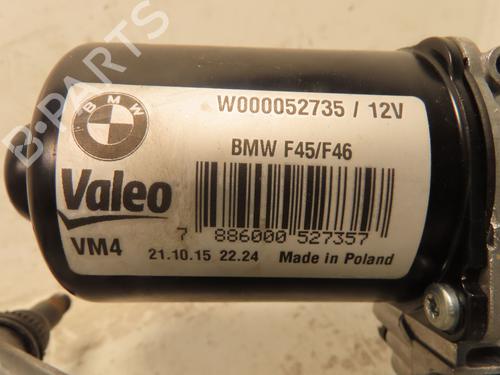 B-PARTS
BMW
W000052735 / 12V
BMW F45/F46
Valeo
7 886000 527357
VM4
21.10.15 22.24 Made in Poland